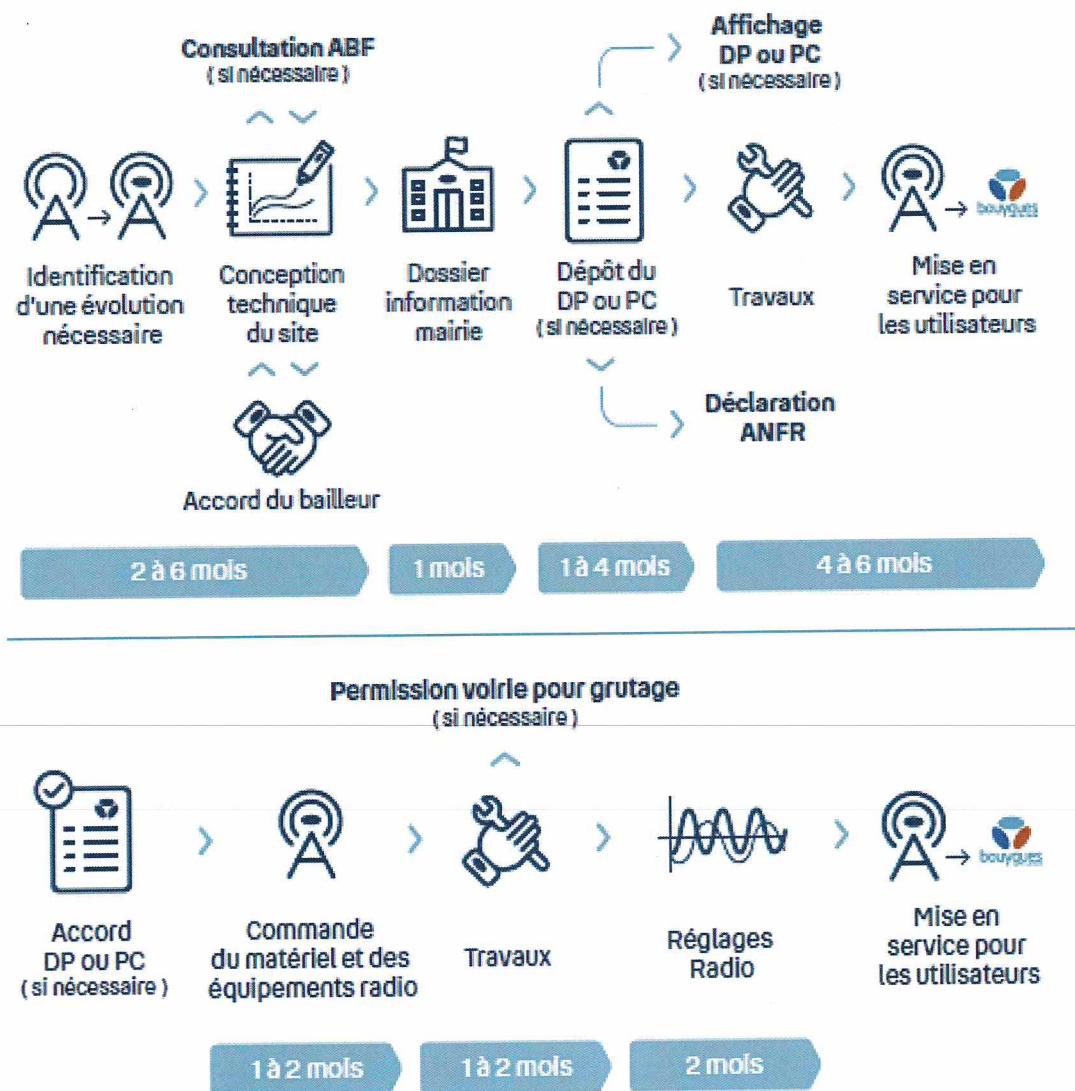 Consultation ABF
( si nécessaire )
Affichage
DP ou PC
(si nécessaire)
Identification
d'une évolution
nécessaire
Conception
technique
du site
Dossier
information
mairie
Dépôt du
DP ou PC
(si nécessaire)
Travaux
bouygues
Mise en
service pour
les utilisateurs
Accord du bailleur
Déclaration
ANFR
2 à 6 mois
1 mois
1 à 4 mois
4 à 6 mois
Permission voirie pour grutage
( si nécessaire )
Accord
DP ou PC
( si nécessaire )
Commande
du matériel et des
équipements radio
Travaux
Réglages
Radio
bouygues
Mise en
service pour
les utilisateurs
1 à 2 mois
1 à 2 mois
2 mois